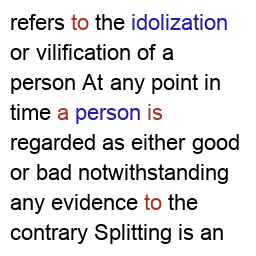 refers to the idolization
or vilification of a
person At any point in
time a person is
regarded as either good
or bad notwithstanding
any evidence to the
contrary Splitting is an